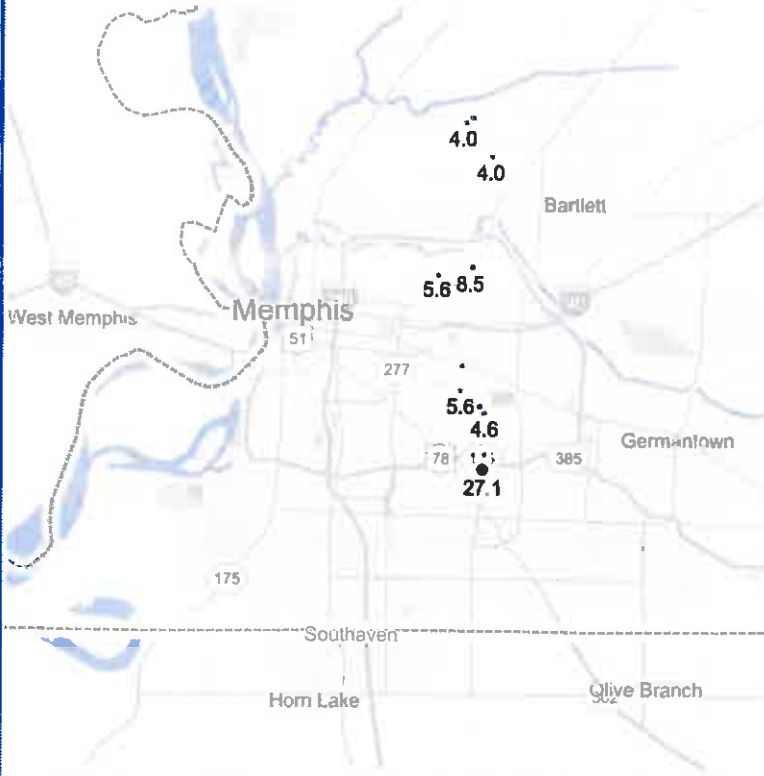 4.0
4.0
Bartlett
5.6 8.5
West Memphis
Memphis
51
277
5.6
4.6
Germantown
78
385
27.1
175
Southaven
Horn Lake
Olive Branch